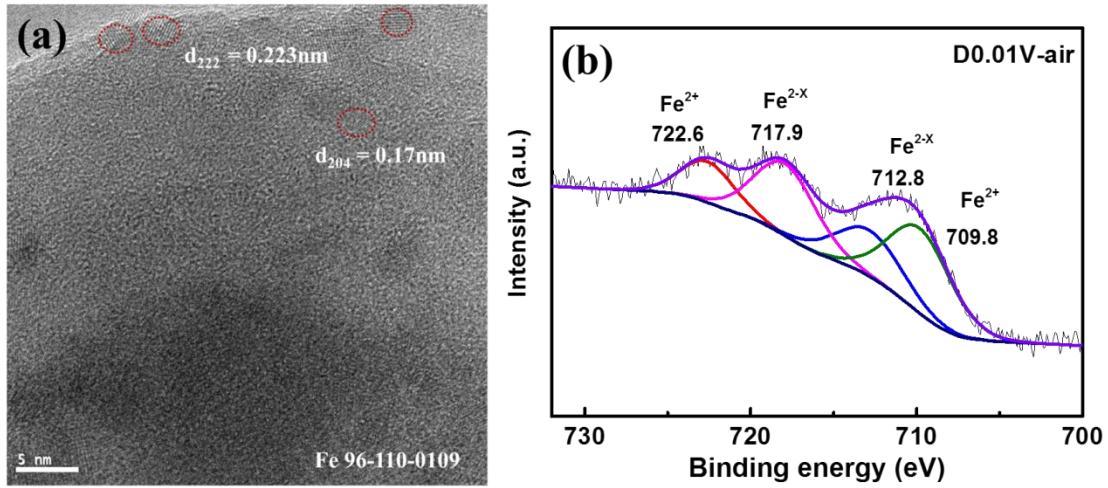 (a)
d₂₂₂ = 0.223nm
d₂₀₄ = 0.17nm
5 nm
Fe 96-110-0109
(b)
D0.01V-air
Fe²⁺
722.6
Fe²⁻ˣ
717.9
Fe²⁻ˣ
712.8
Fe²⁺
709.8
Intensity (a.u.)
730
720
710
700
Binding energy (eV)